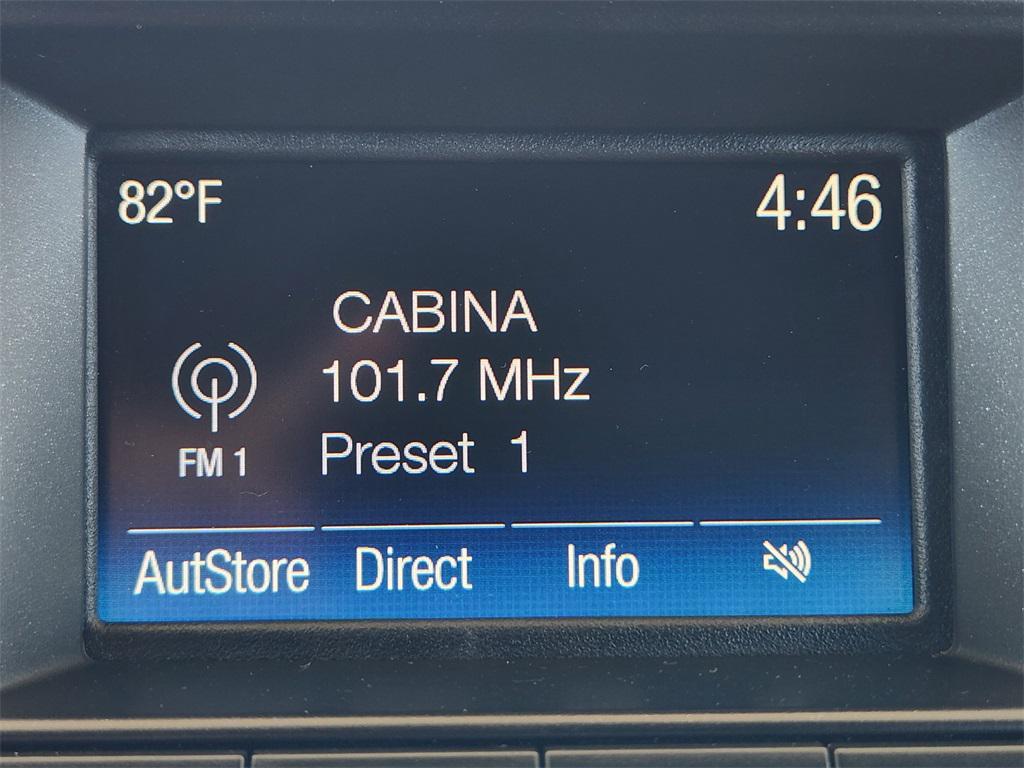 82°F 4:46
CABINA
101.7 MHz
FM 1 Preset 1
AutStore Direct Info